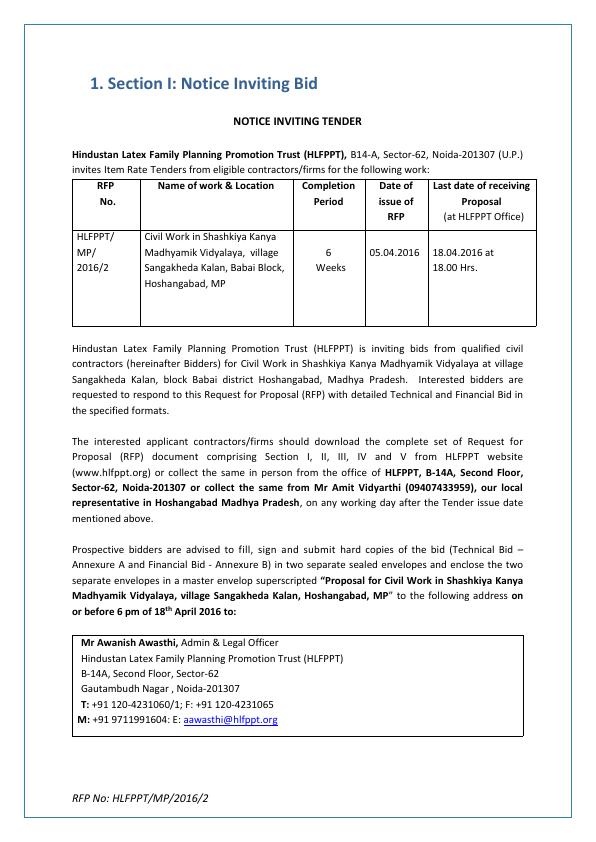 1. Section I: Notice Inviting Bid
NOTICE INVITING TENDER
Hindustan Latex Family Planning Promotion Trust (HLFPPT), B14-A, Sector-62, Noida-201307 (U.P.)
invites Item Rate Tenders from eligible contractors/firms for the following work:
RFP
No.
Name of work & Location
Completion
Period
Date of
issue of
RFP
Last date of receiving
Proposal
(at HLFPPT Office)
HLFPPT/
MP/
2016/2
Civil Work in Shashkiya Kanya
Madhyamik Vidyalaya, village
Sangakheda Kalan, Babai Block,
Hoshangabad, MP
6
Weeks
05.04.2016
18.04.2016 at
18.00 Hrs.
Hindustan Latex Family Planning Promotion Trust (HLFPPT) is inviting bids from qualified civil
contractors (hereinafter Bidders) for Civil Work in Shashkiya Kanya Madhyamik Vidyalaya at village
Sangakheda Kalan, block Babai district Hoshangabad, Madhya Pradesh. Interested bidders are
requested to respond to this Request for Proposal (RFP) with detailed Technical and Financial Bid in
the specified formats.
The interested applicant contractors/firms should download the complete set of Request for
Proposal (RFP) document comprising Section I, II, III, IV and V from HLFPPT website
(www.hlfppt.org) or collect the same in person from the office of HLFPPT, B-14A, Second Floor,
Sector-62, Noida-201307 or collect the same from Mr Amit Vidyarthi (09407433959), our local
representative in Hoshangabad Madhya Pradesh, on any working day after the Tender issue date
mentioned above.
Prospective bidders are advised to fill, sign and submit hard copies of the bid (Technical Bid –
Annexure A and Financial Bid - Annexure B) in two separate sealed envelopes and enclose the two
separate envelopes in a master envelop superscripted “Proposal for Civil Work in Shashkiya Kanya
Madhyamik Vidyalaya, village Sangakheda Kalan, Hoshangabad, MP” to the following address on
or before 6 pm of 18th April 2016 to:
Mr Awanish Awasthi, Admin & Legal Officer
Hindustan Latex Family Planning Promotion Trust (HLFPPT)
B-14A, Second Floor, Sector-62
Gautambudh Nagar , Noida-201307
T: +91 120-4231060/1; F: +91 120-4231065
M: +91 9711991604: E: aawasthi@hlfppt.org
RFP No: HLFPPT/MP/2016/2